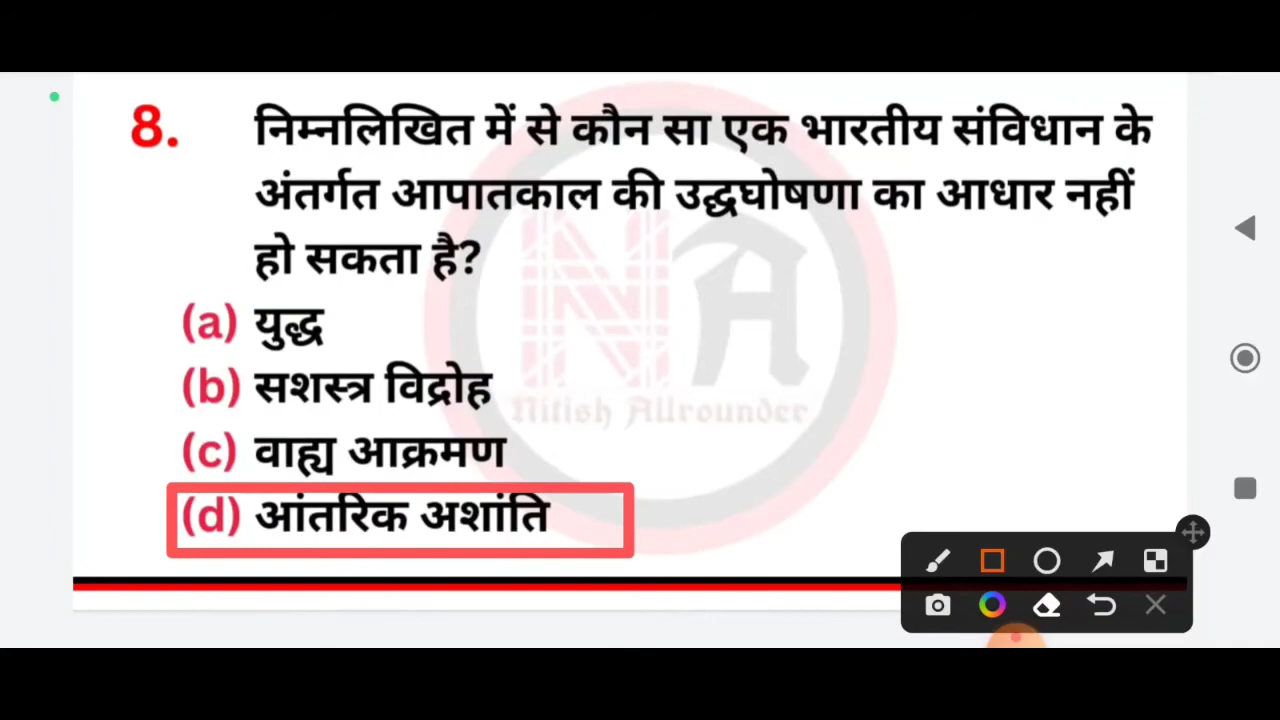 8. निम्नलिखित में से कौन सा एक भारतीय संविधान के
अंतर्गत आपातकाल की उद्घघोषणा का आधार नहीं
हो सकता है?
(a) युद्ध
(b) सशस्त्र विद्रोह
(c) वाह्य आक्रमण
(d) आंतरिक अशांति
NA
Nitish Allrounder